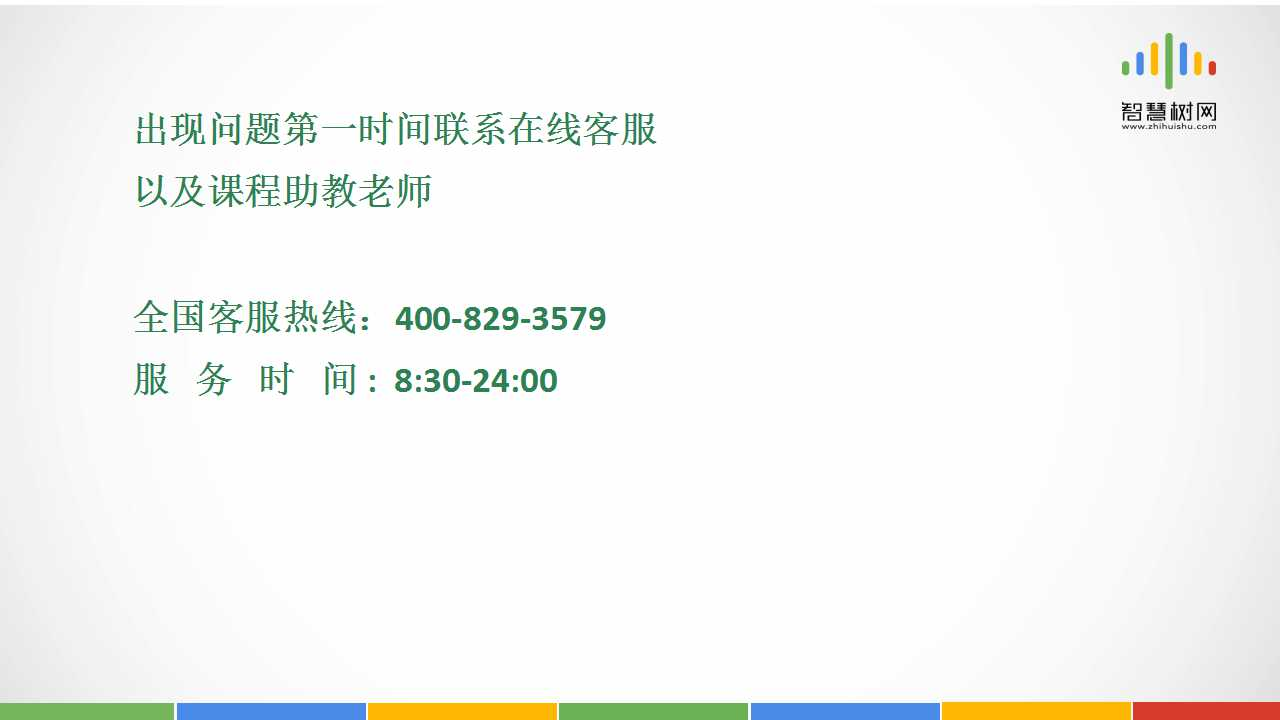 智慧树网
www.zhihuishu.com
出现问题第一时间联系在线客服
以及课程助教老师
全国客服热线：400-829-3579
服 务 时 间：8:30-24:00